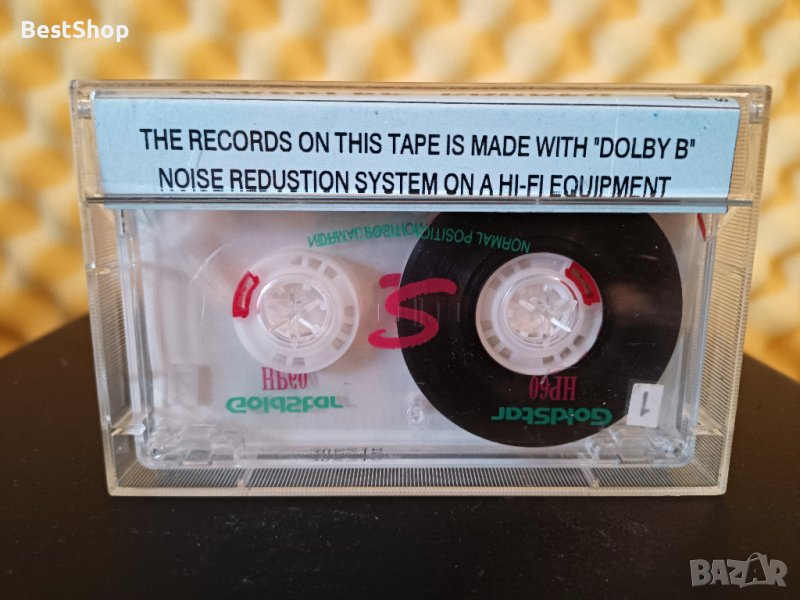 BestShop
THE RECORDS ON THIS TAPE IS MADE WITH "DOLBY B"
NOISE REDUSTION SYSTEM ON A HI-FI EQUIPMENT
NORMAL POSITION
NORMAL POSITION
S
HP60
HP60
GoldStar
GoldStar
1
BAZAR